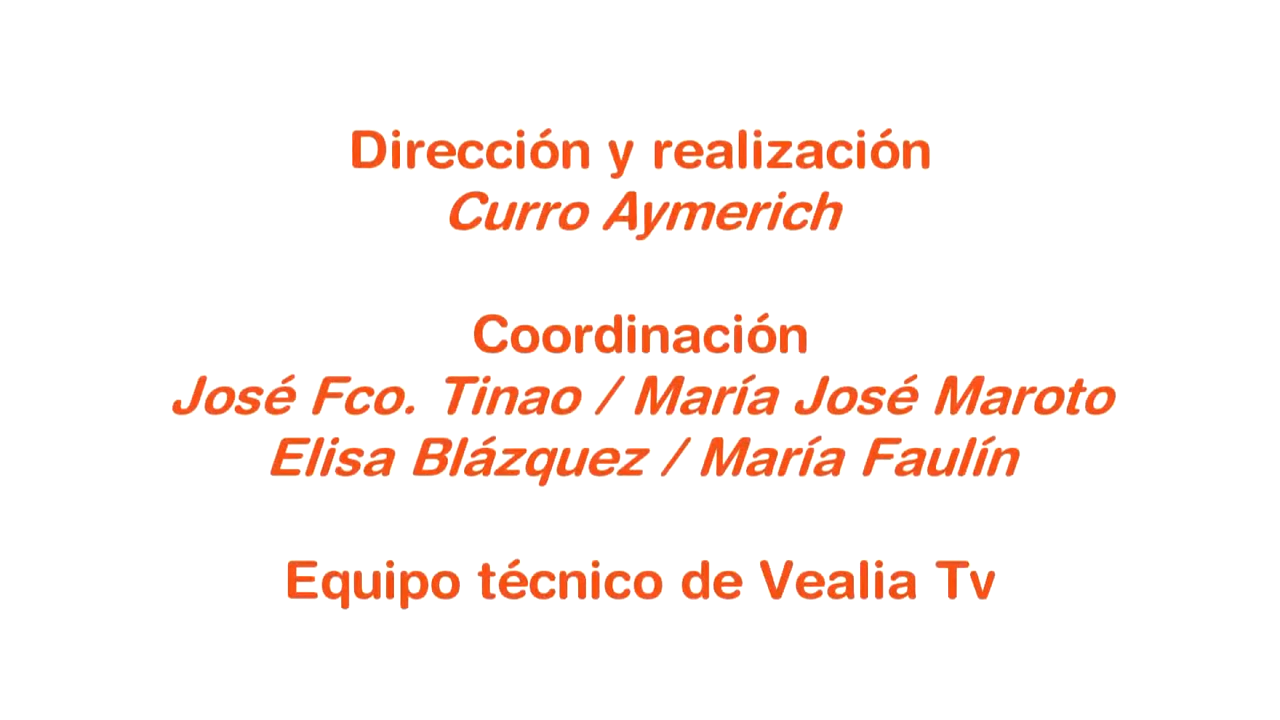 Dirección y realización
Curro Aymerich
Coordinación
José Fco. Tinao / María José Maroto
Elisa Blázquez / María Faulín
Equipo técnico de Vealia Tv